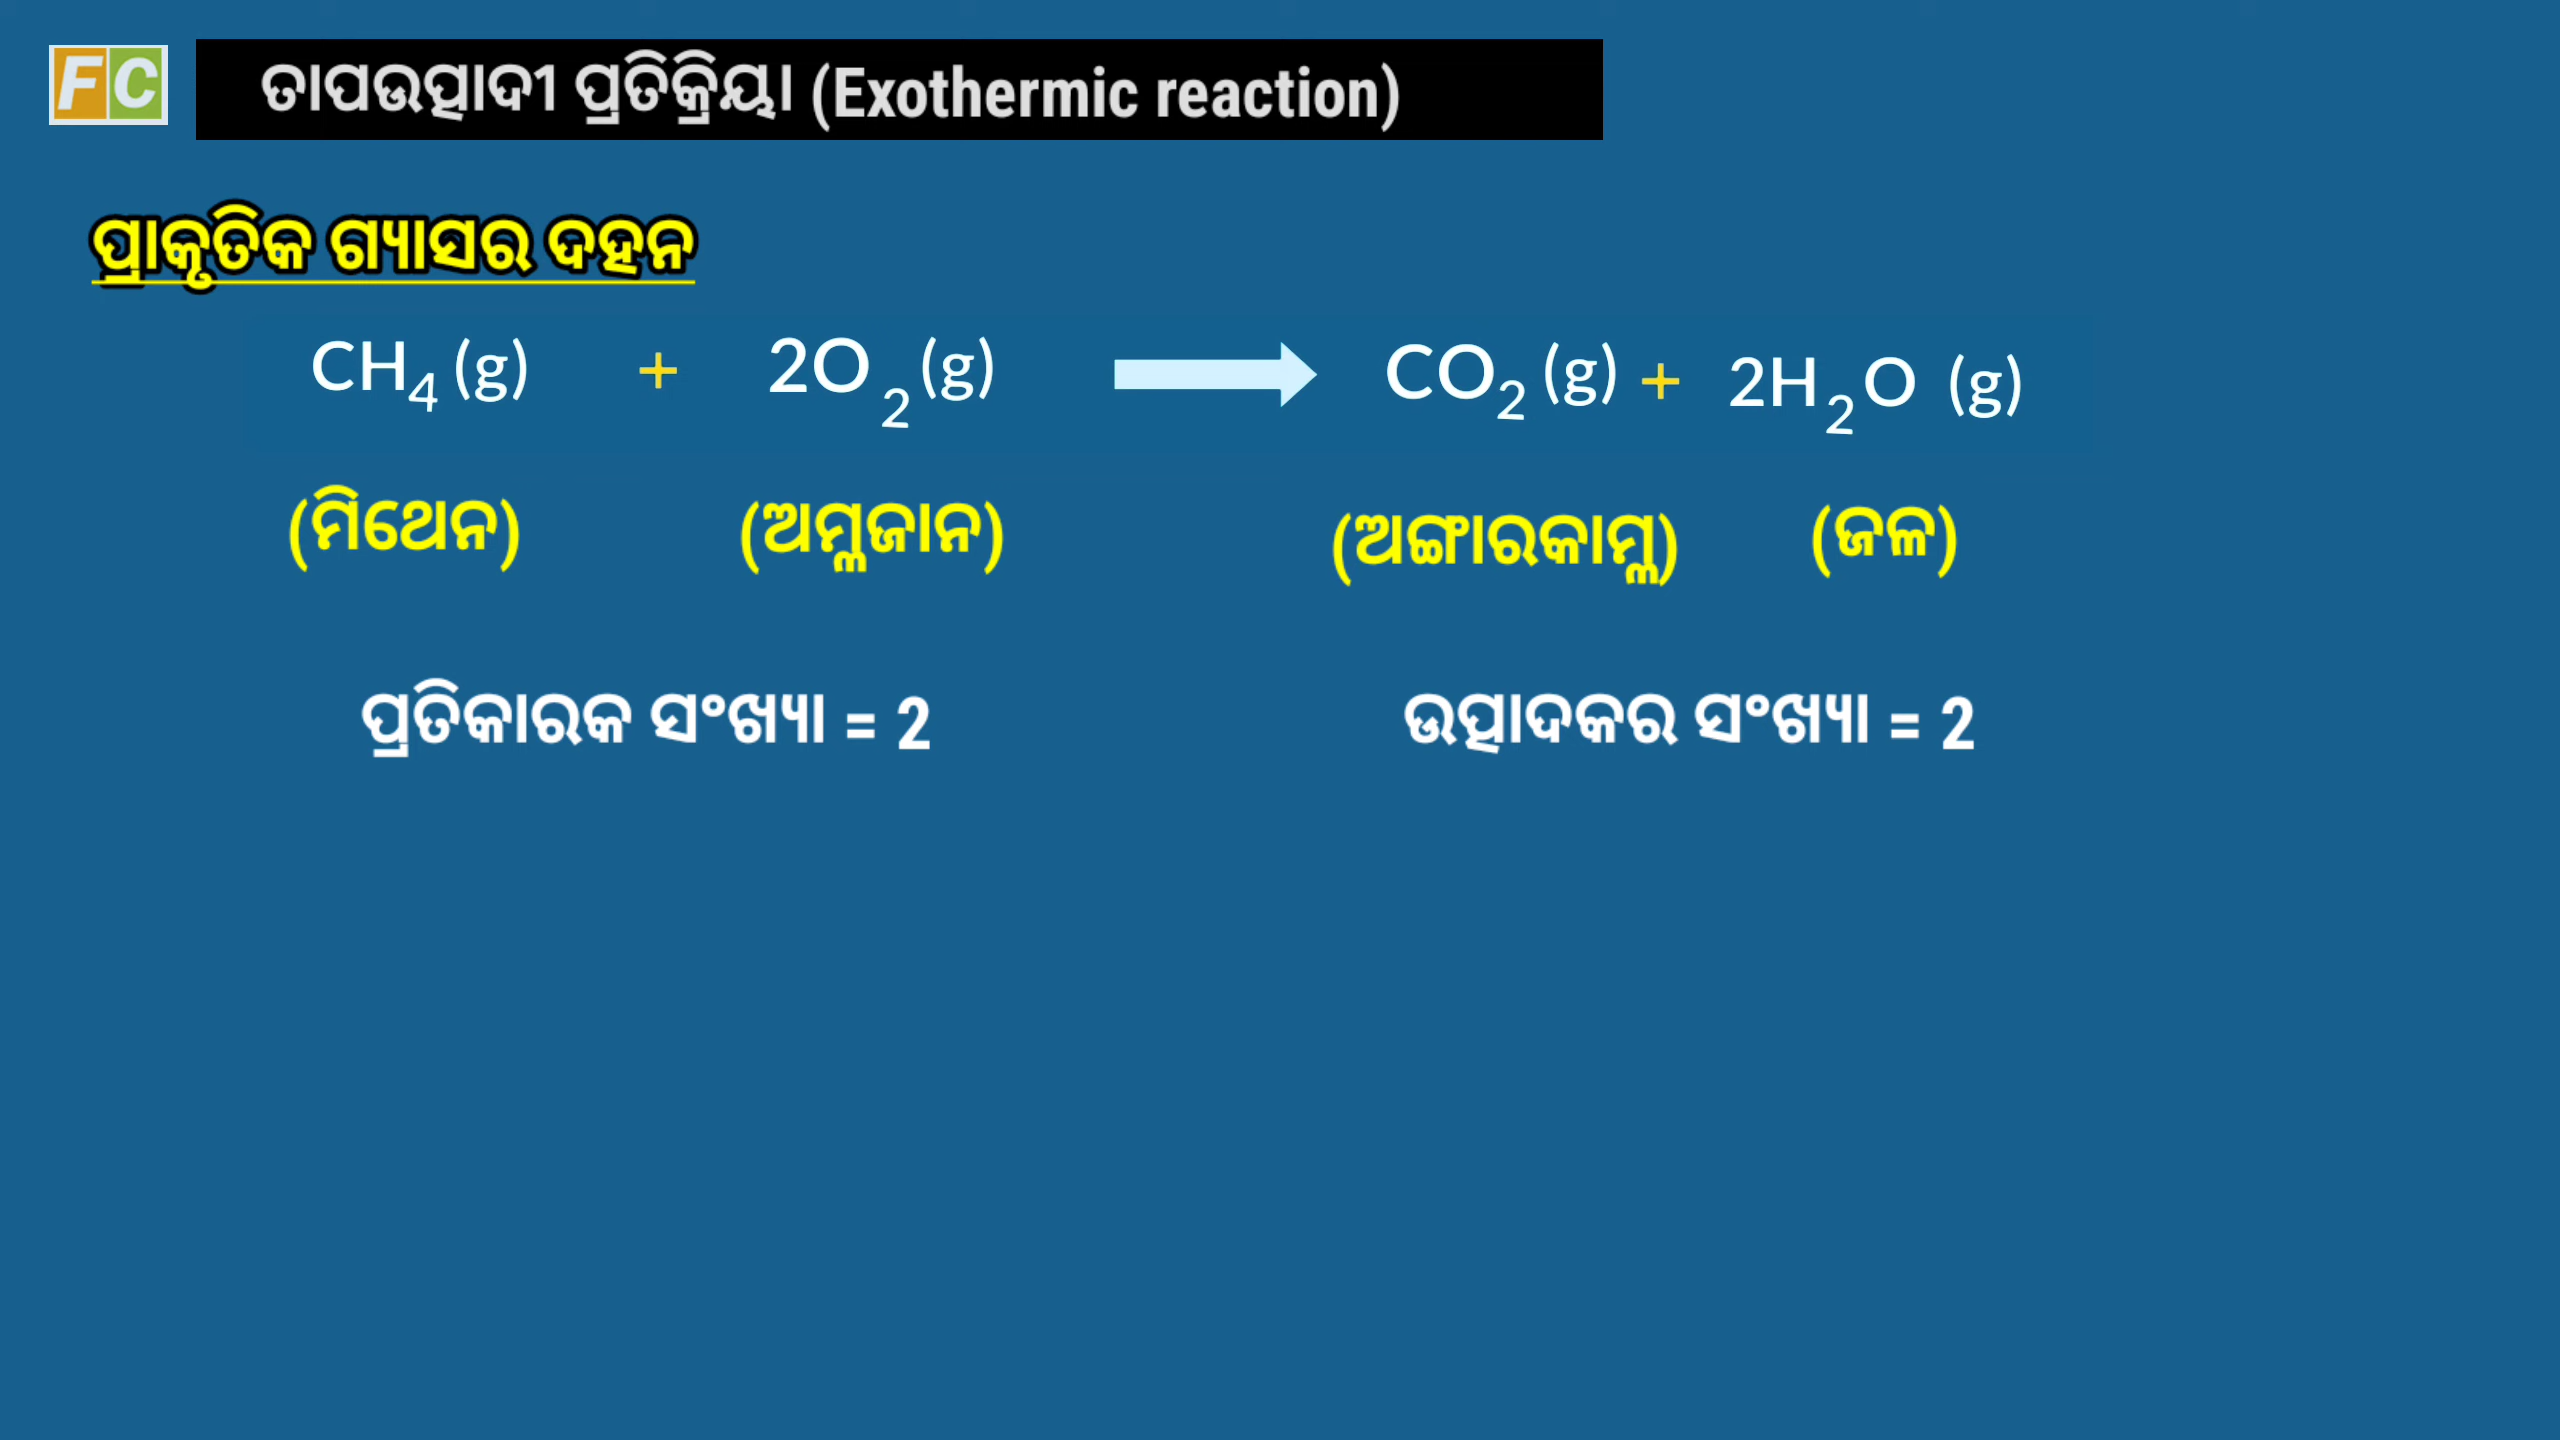 FC ତାପଉତ୍ପାଦୀ ପ୍ରତିକ୍ରିୟା (Exothermic reaction)
ପ୍ରାକୃତିକ ଗ୍ୟାସର ଦହନ
CH₄ (g) + 2O₂ (g) → CO₂ (g) + 2H₂O (g)
(ମିଥେନ) (ଅମ୍ଳଜାନ) (ଅଙ୍ଗାରକାମ୍ଳ) (ଜଳ)
ପ୍ରତିକାରକ ସଂଖ୍ୟା = 2 ଉତ୍ପାଦକର ସଂଖ୍ୟା = 2